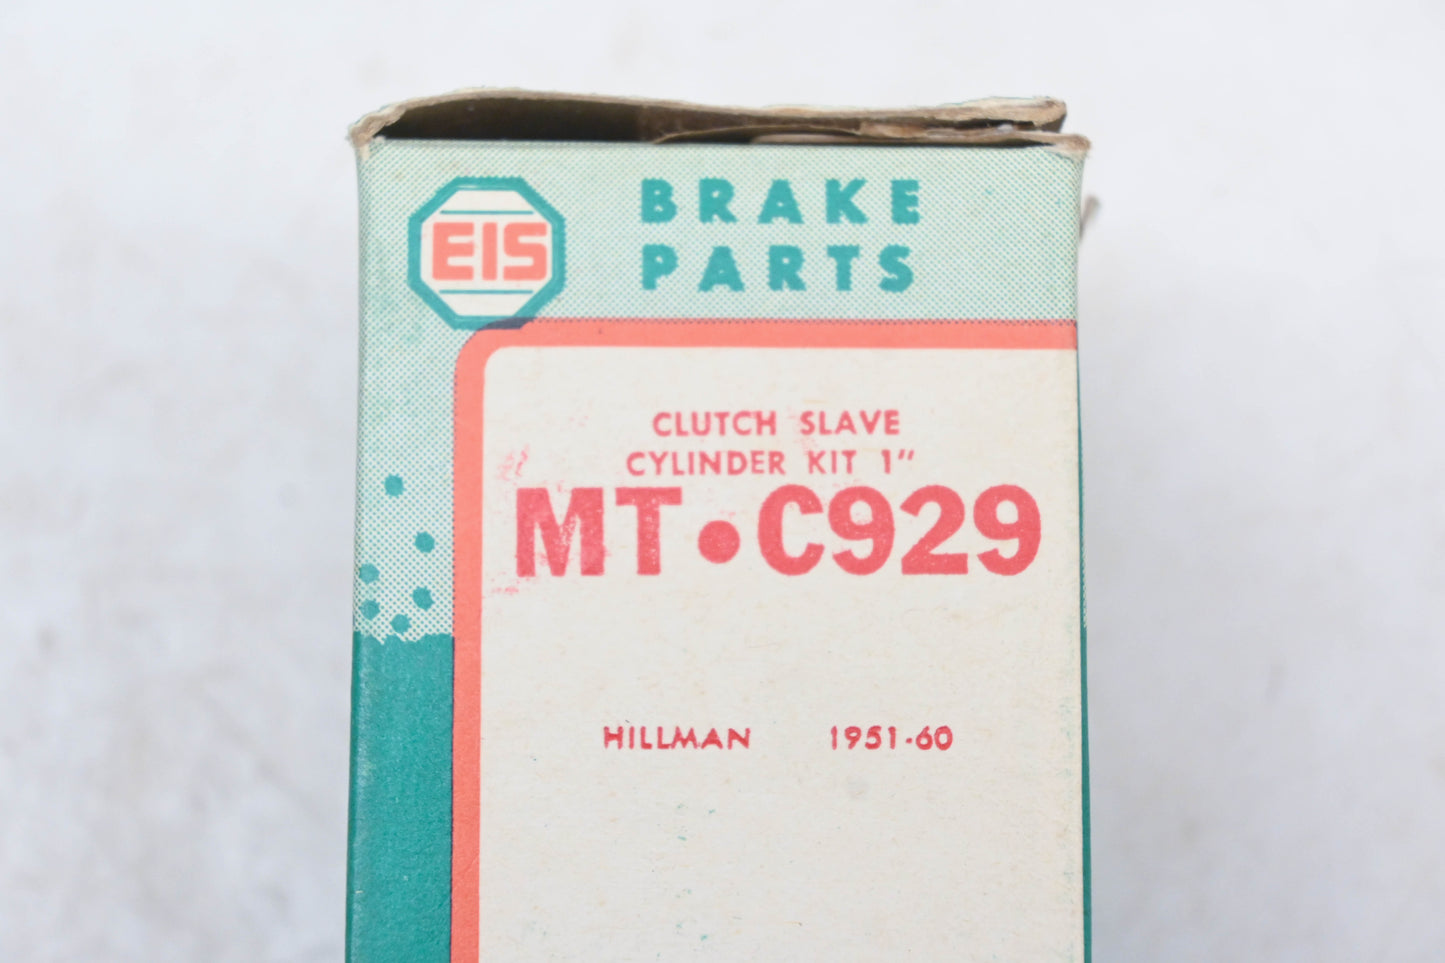 EIS
BRAKE
PARTS
CLUTCH SLAVE
CYLINDER KIT 1"
MT•C929
HILLMAN 1951-60